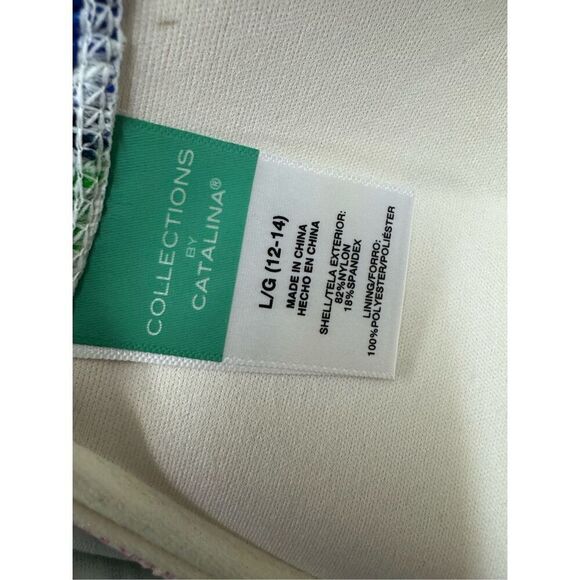 COLLECTIONS
BY
CATALINA®
L/G (12-14)
MADE IN CHINA
HECHO EN CHINA
SHELL/TELA EXTERIOR:
82%NYLON
18%SPANDEX
LINING/FORRO:
100%POLYESTER/POLIÉSTER